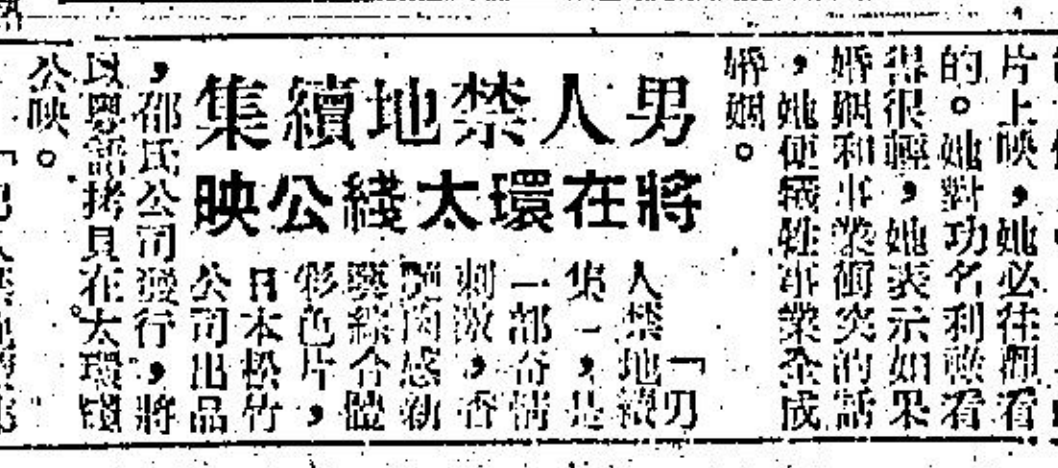 片上映，她必往觀看
的。她對功名利祿看
得很輕，她表示如果
婚姻和事業衝突的話
，她便犧牲事業全成
婚姻。
男人禁地續集
將在環太綫公映
「男
人禁地續
集」，是
一部奇情
刺激，香
艷肉感新
藝綜合體
彩色片，
日本松竹
公司出品
，邵氏公司發行，將
以粵語拷貝在太環綫
公映。